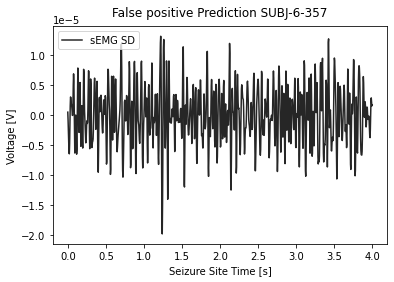 False positive Prediction SUBJ-6-357
1e−5
sEMG SD
1.0
0.5
0.0
−0.5
−1.0
−1.5
−2.0
Voltage [V]
0.0 0.5 1.0 1.5 2.0 2.5 3.0 3.5 4.0
Seizure Site Time [s]